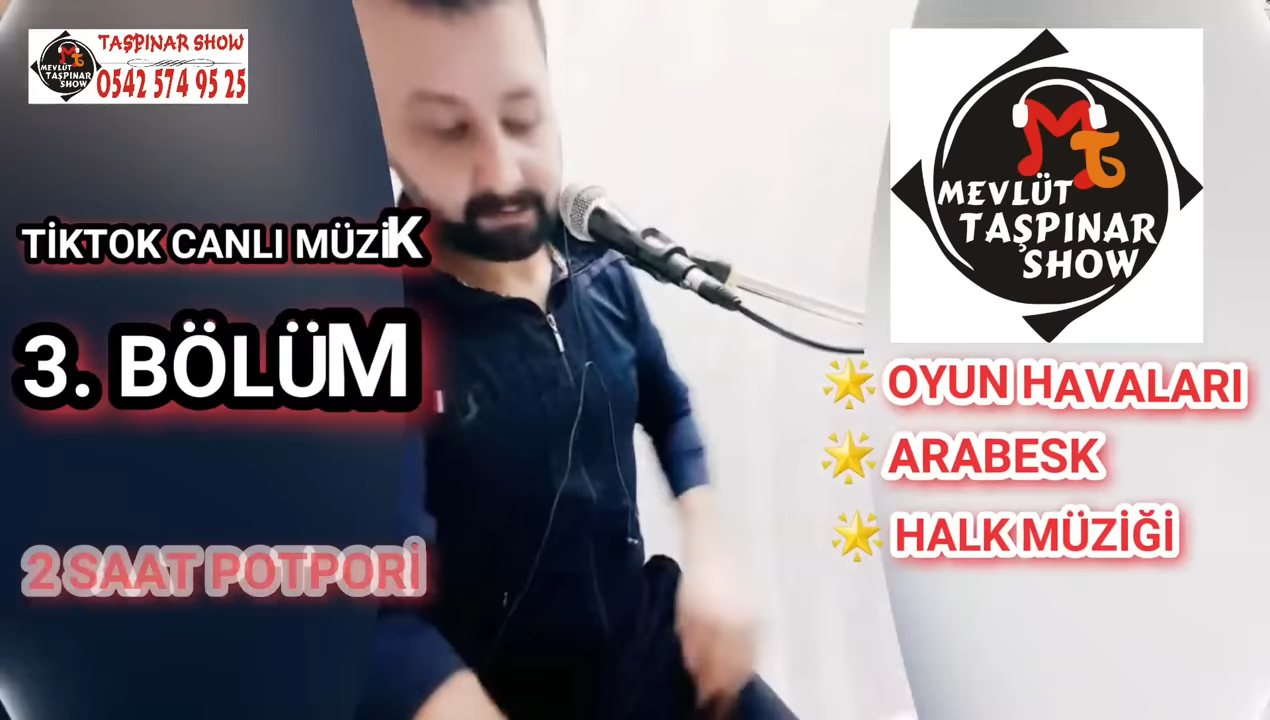 TAŞPINAR SHOW
0542 574 95 25
MEVLÜT
TAŞPINAR
SHOW
TİKTOK CANLI MÜZİK
3. BÖLÜM
2 SAAT POTPORİ
MEVLÜT
TAŞPINAR
SHOW
🌟 OYUN HAVALARI
🌟 ARABESK
🌟 HALK MÜZİĞİ